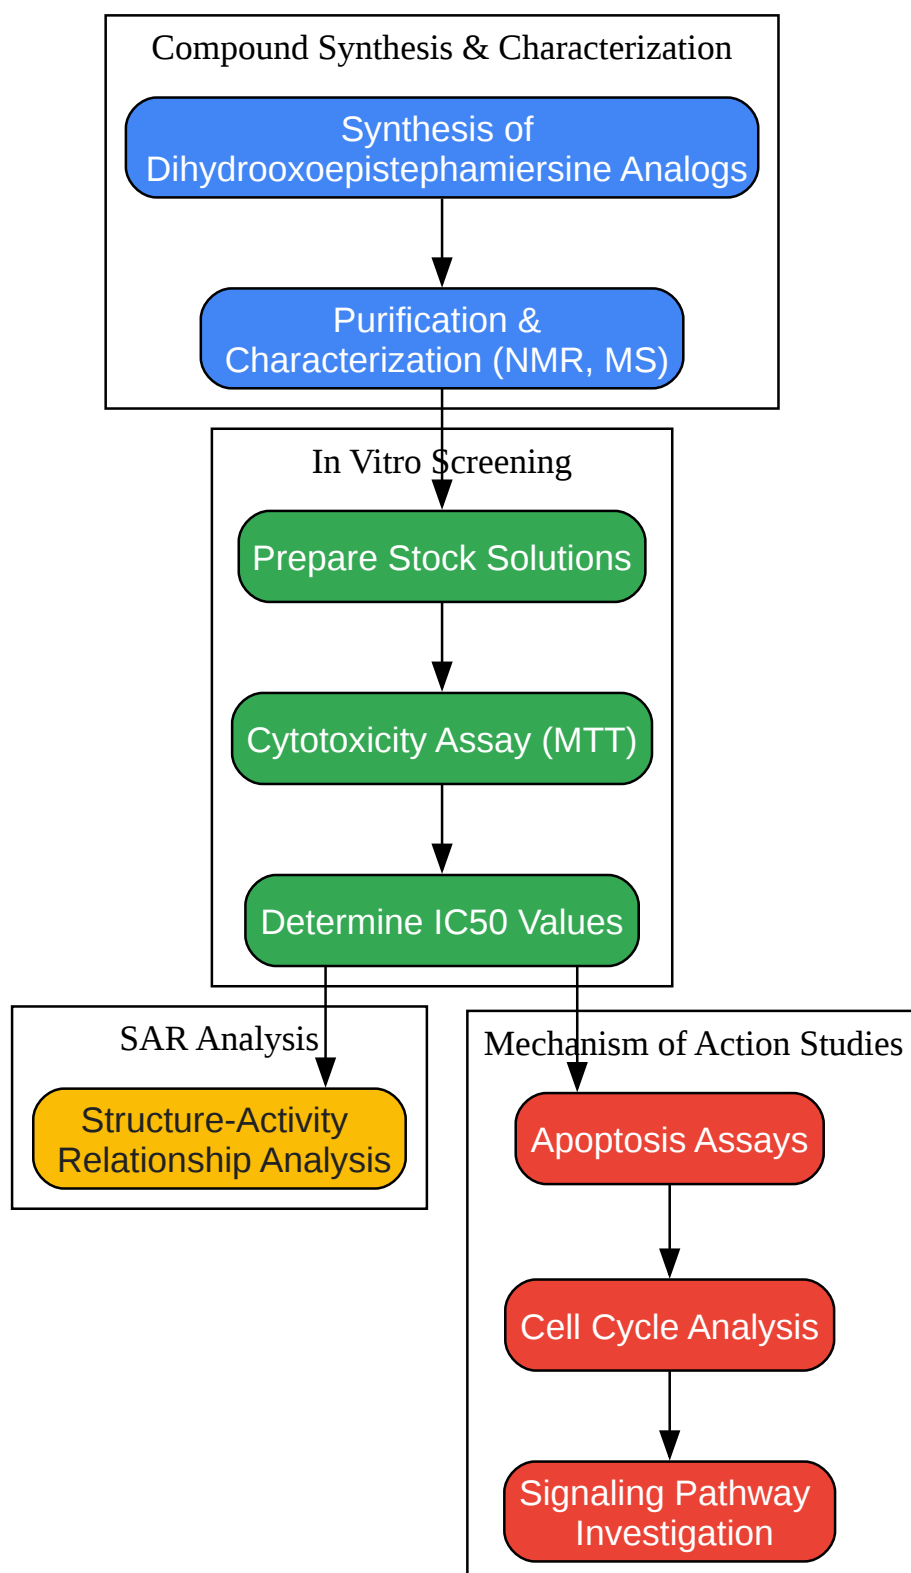 Compound Synthesis & Characterization
Synthesis of
Dihydrooxoepistephamiersine Analogs
Purification &
Characterization (NMR, MS)
In Vitro Screening
Prepare Stock Solutions
Cytotoxicity Assay (MTT)
Determine IC50 Values
SAR Analysis
Structure-Activity
Relationship Analysis
Mechanism of Action Studies
Apoptosis Assays
Cell Cycle Analysis
Signaling Pathway
Investigation